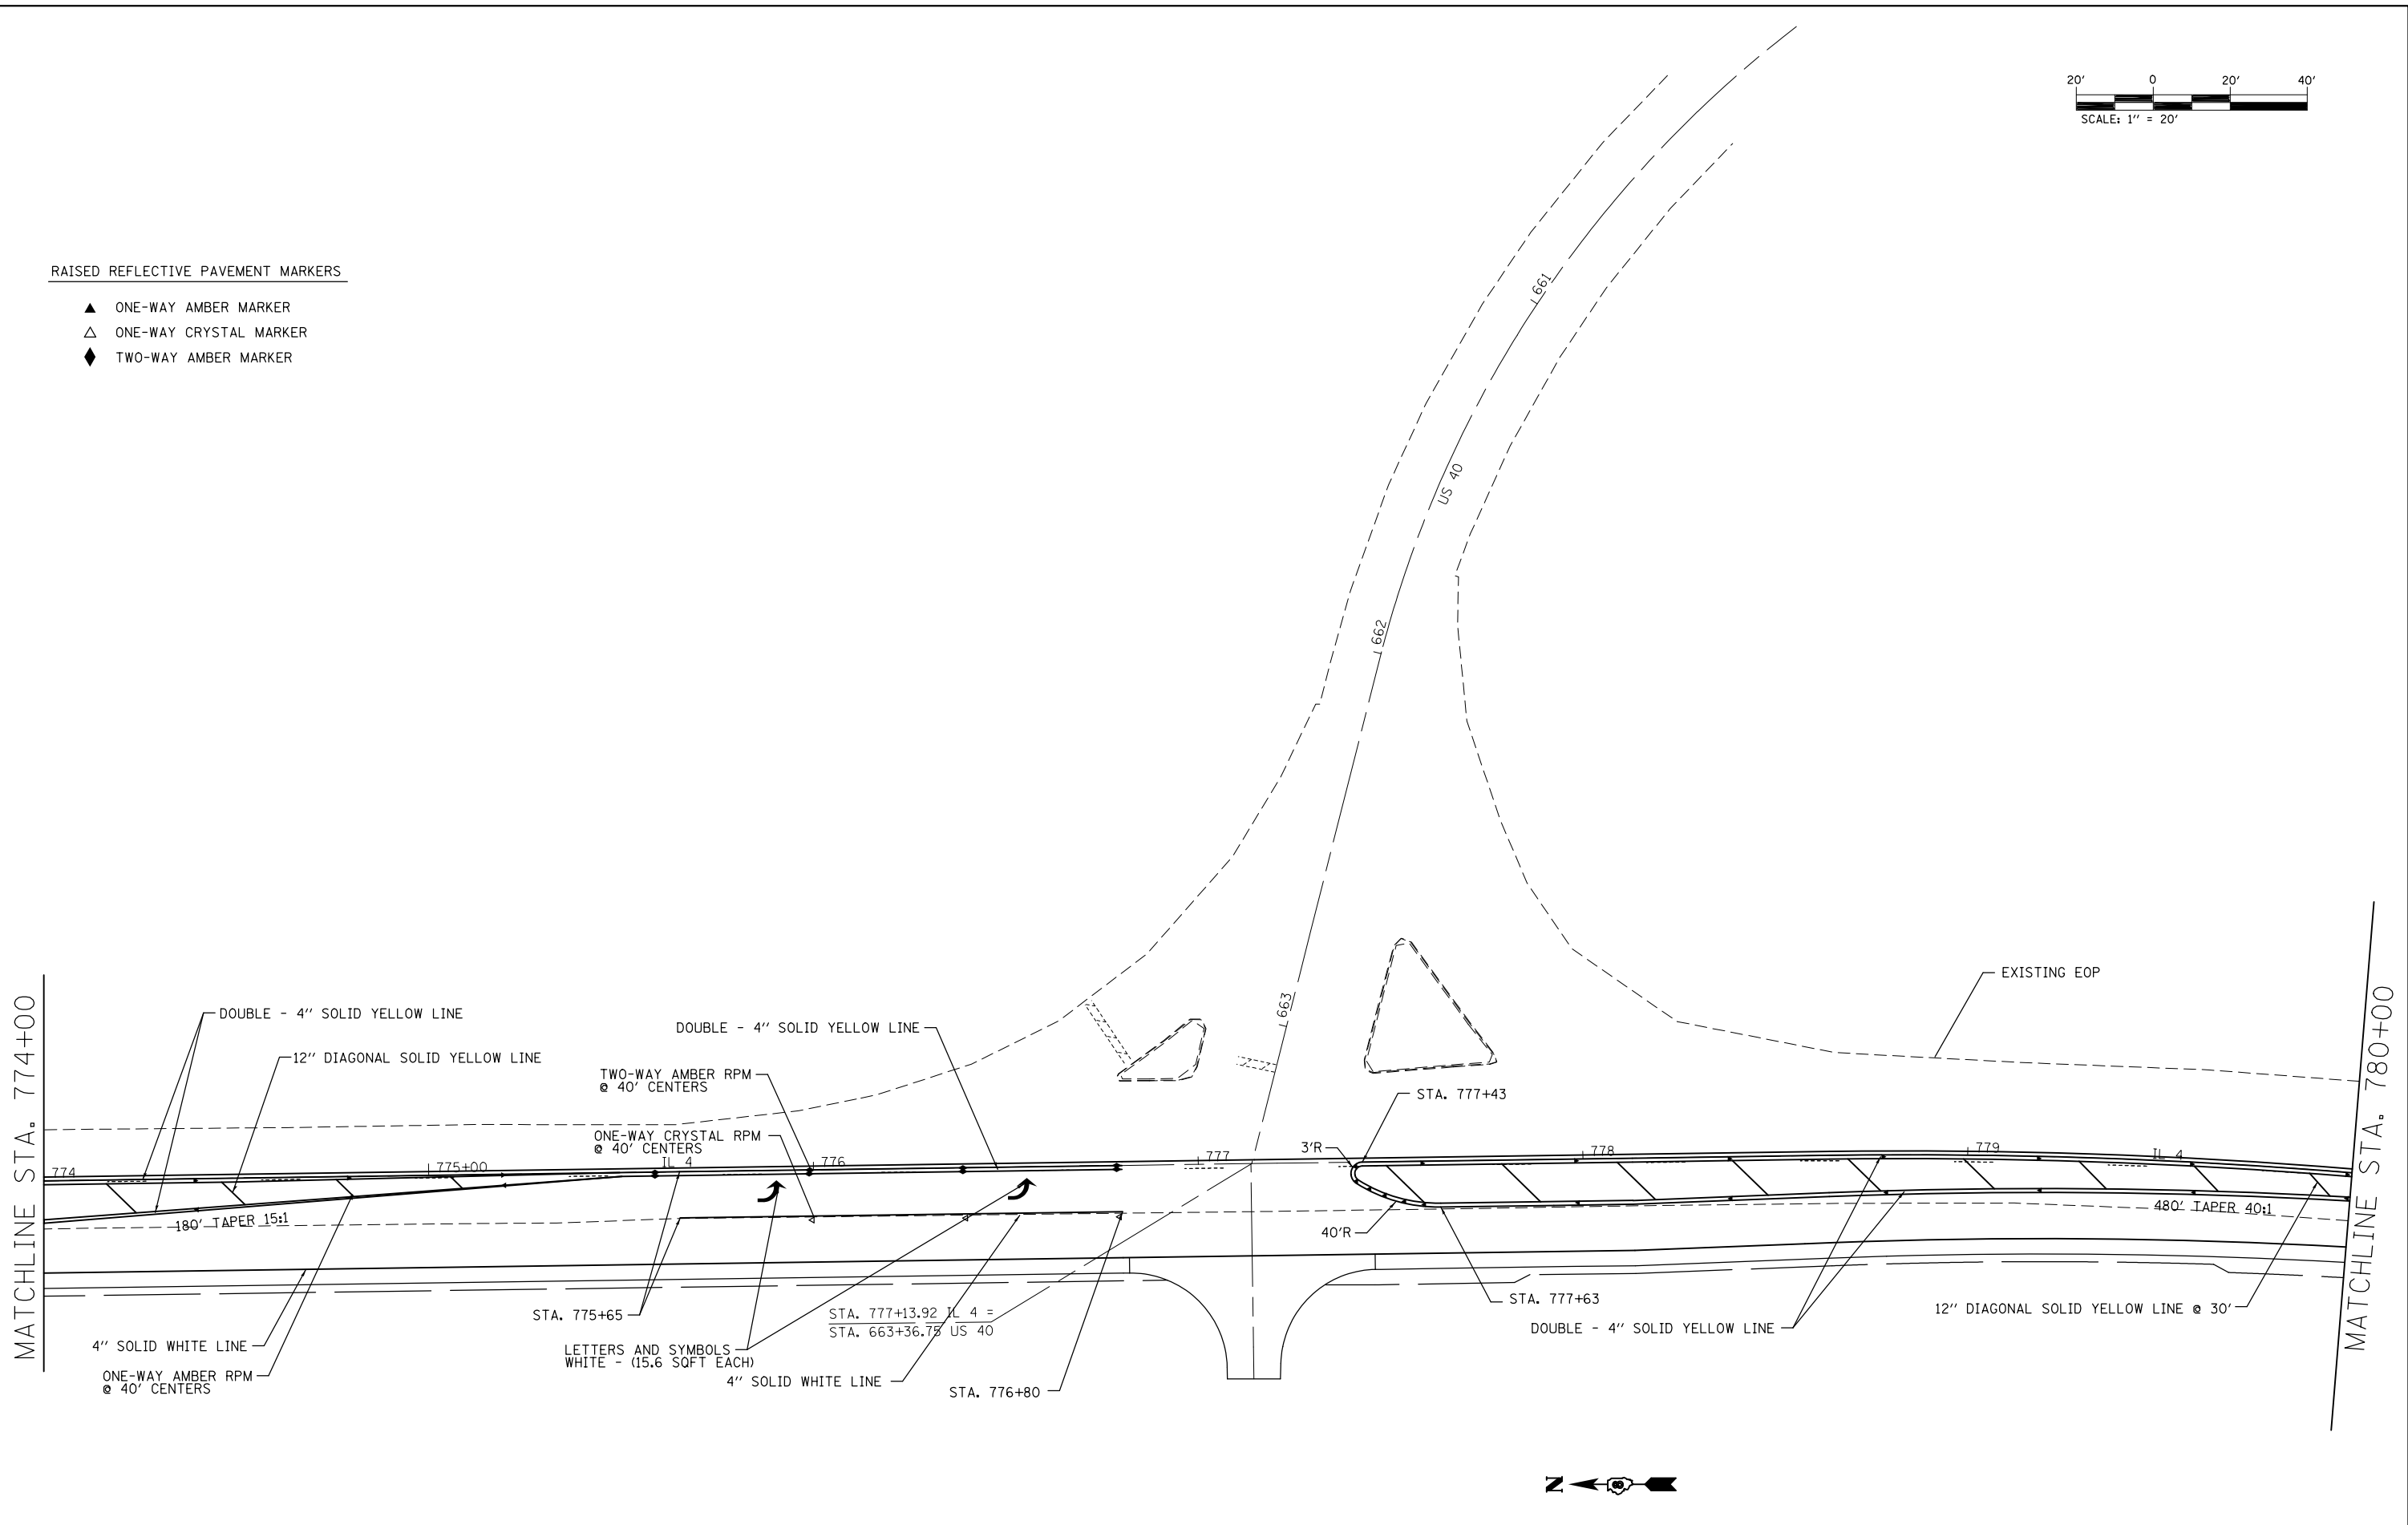 20' 0 20' 40'
SCALE: 1" = 20'
RAISED REFLECTIVE PAVEMENT MARKERS
ONE-WAY AMBER MARKER
ONE-WAY CRYSTAL MARKER
TWO-WAY AMBER MARKER
661
US 40
662
663
EXISTING EOP
MATCHLINE STA. 774+00
MATCHLINE STA. 780+00
DOUBLE - 4" SOLID YELLOW LINE
DOUBLE - 4" SOLID YELLOW LINE
12" DIAGONAL SOLID YELLOW LINE
TWO-WAY AMBER RPM
@ 40' CENTERS
STA. 777+43
ONE-WAY CRYSTAL RPM
@ 40' CENTERS
3'R
774
775+00
IL 4
776
777
778
779
IL 4
180' TAPER 15:1
480' TAPER 40:1
40'R
STA. 775+65
STA. 777+13.92 IL 4 =
STA. 663+36.75 US 40
STA. 777+63
12" DIAGONAL SOLID YELLOW LINE @ 30'
DOUBLE - 4" SOLID YELLOW LINE
4" SOLID WHITE LINE
LETTERS AND SYMBOLS
WHITE - (15.6 SQFT EACH)
ONE-WAY AMBER RPM
@ 40' CENTERS
4" SOLID WHITE LINE
STA. 776+80
N